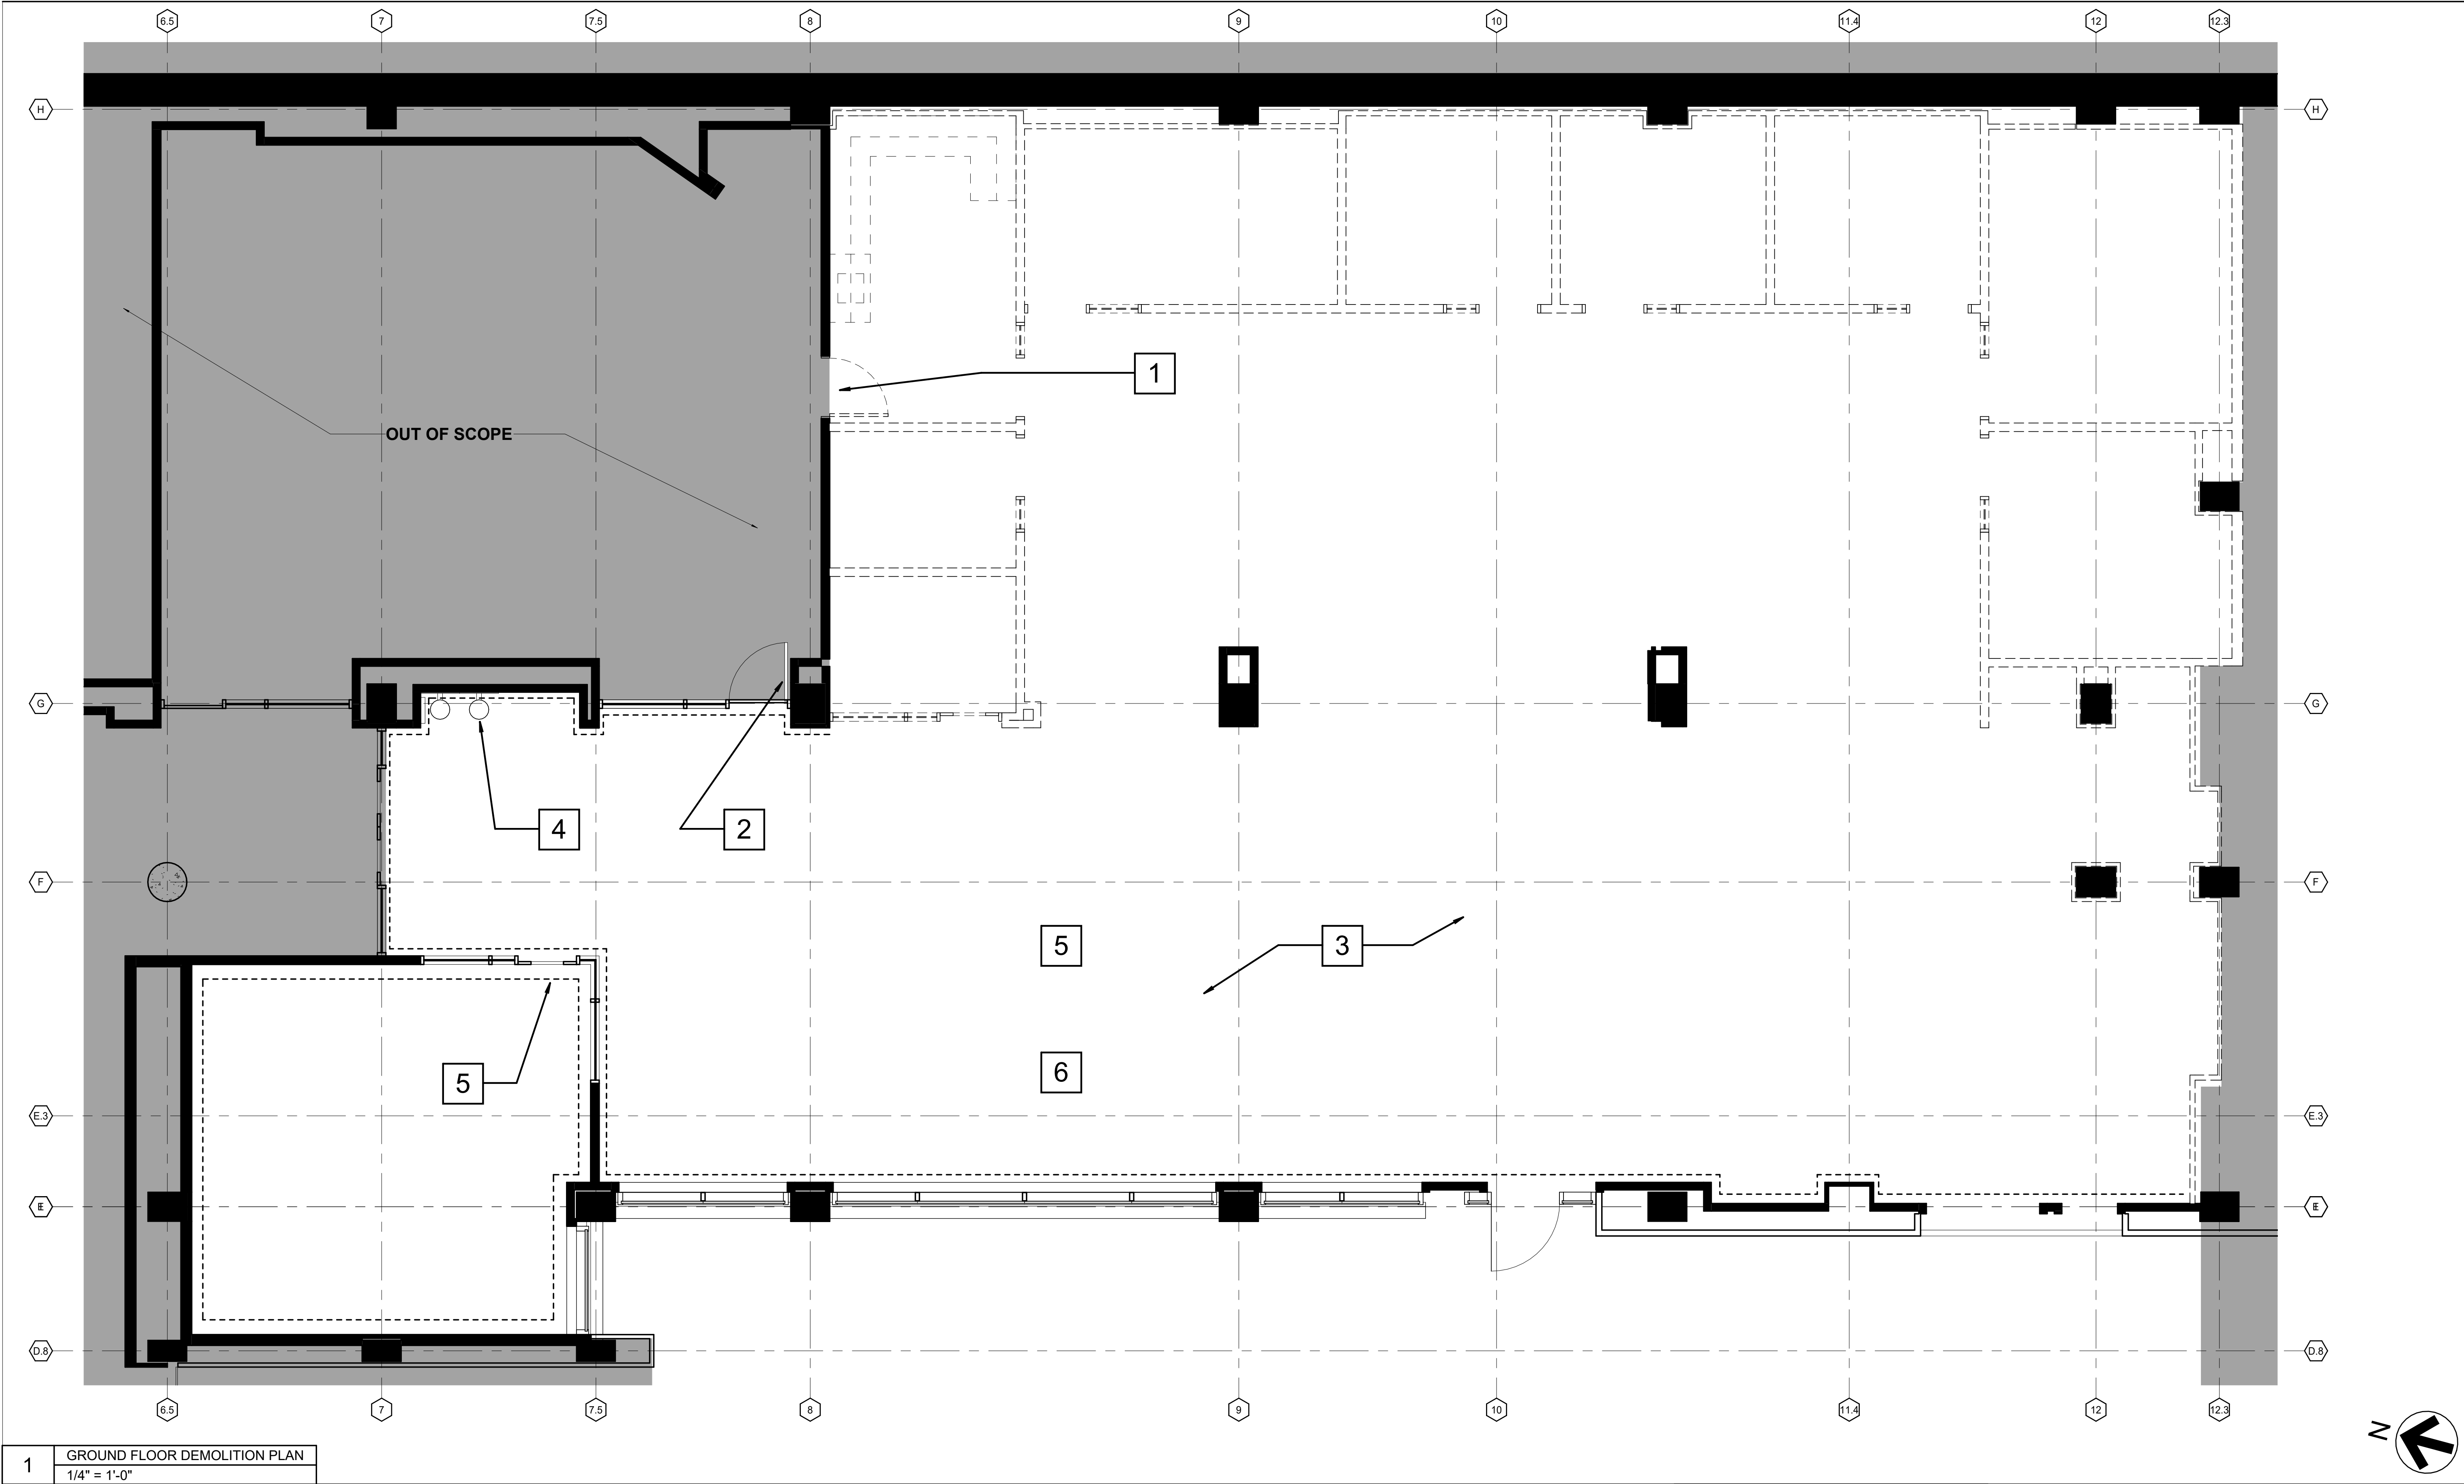 6.5 7 7.5 8 9 10 11.4 12 12.3
H H
1
OUT OF SCOPE
G G
4 2
F F
5 3
5 6
E.3 E.3
E E
D.8 D.8
6.5 7 7.5 8 9 10 11.4 12 12.3
N
1 GROUND FLOOR DEMOLITION PLAN
1/4" = 1'-0"